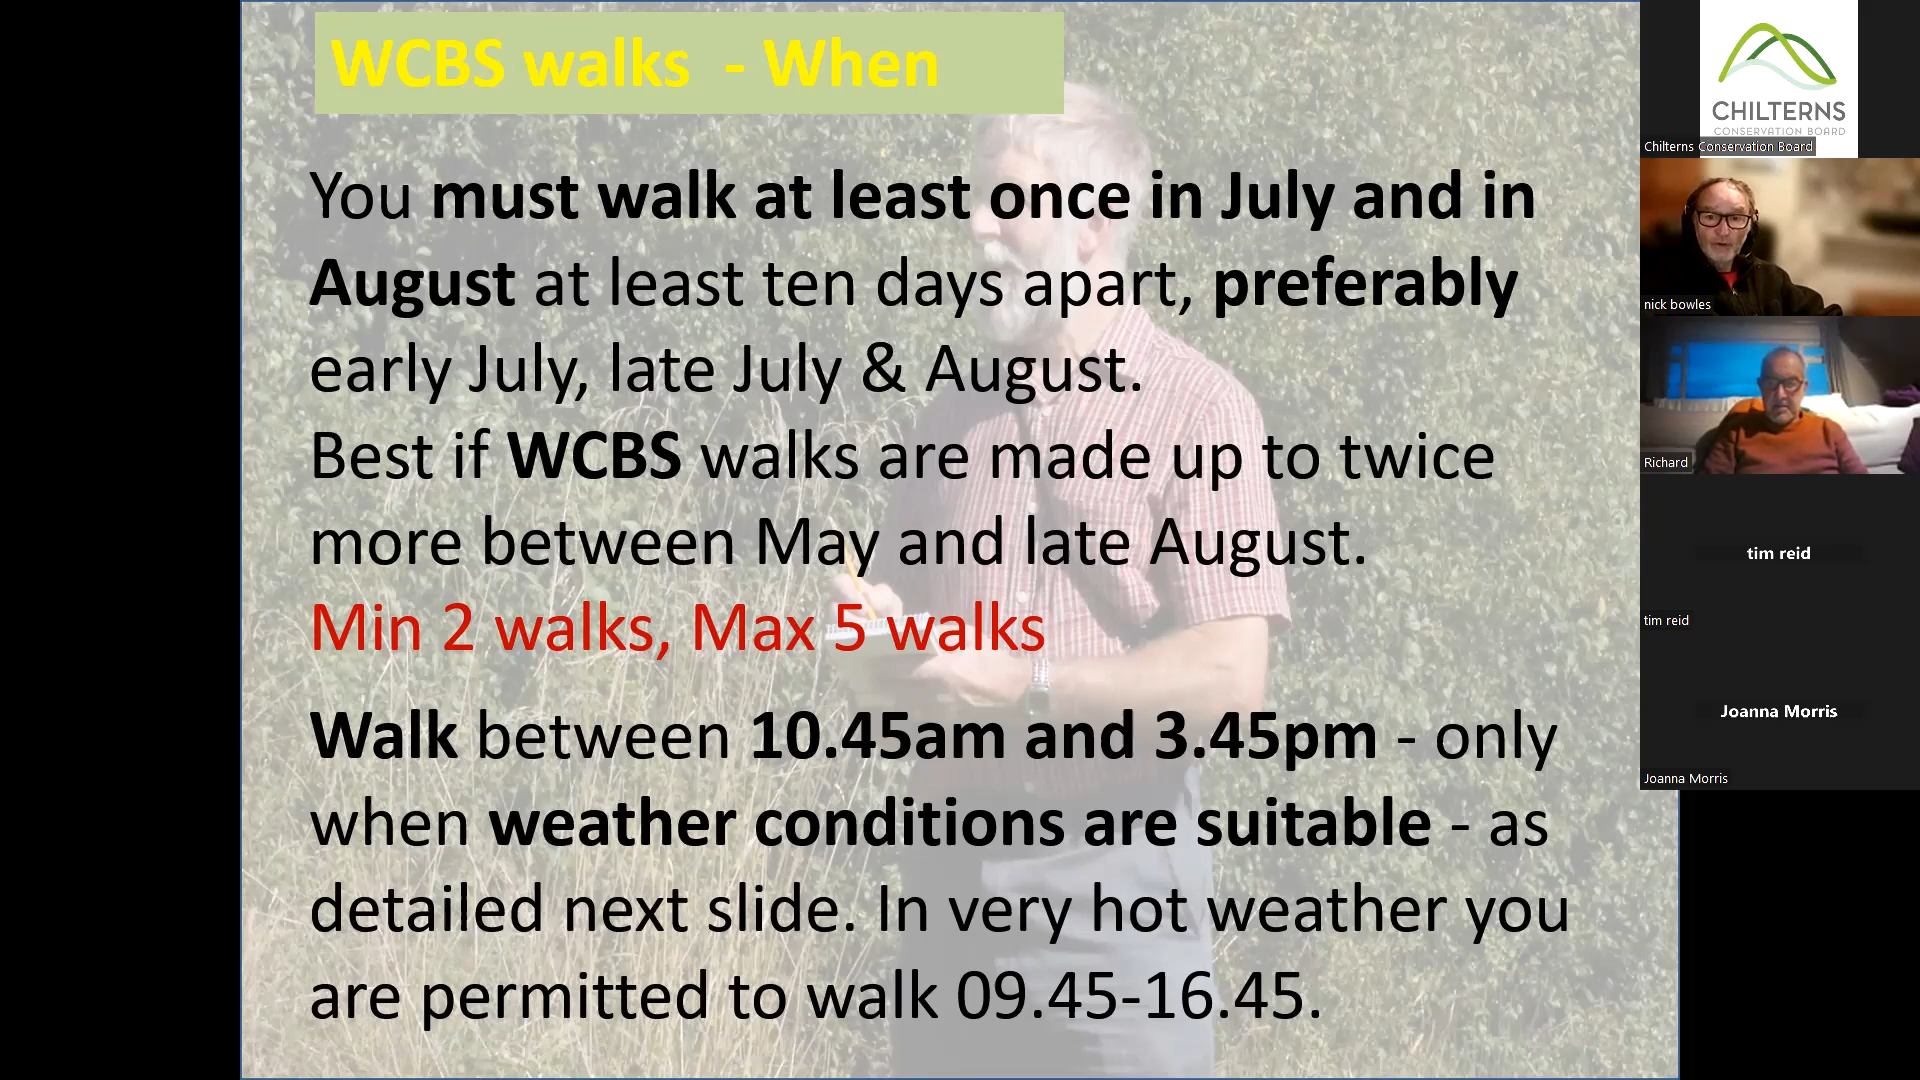 WCBS walks - When
You must walk at least once in July and in
August at least ten days apart, preferably
early July, late July & August.
Best if WCBS walks are made up to twice
more between May and late August.
Min 2 walks, Max 5 walks
Walk between 10.45am and 3.45pm - only
when weather conditions are suitable - as
detailed next slide. In very hot weather you
are permitted to walk 09.45-16.45.
CHILTERNS
CONSERVATION BOARD
Chilterns Conservation Board
nick bowles
Richard
tim reid
tim reid
Joanna Morris
Joanna Morris